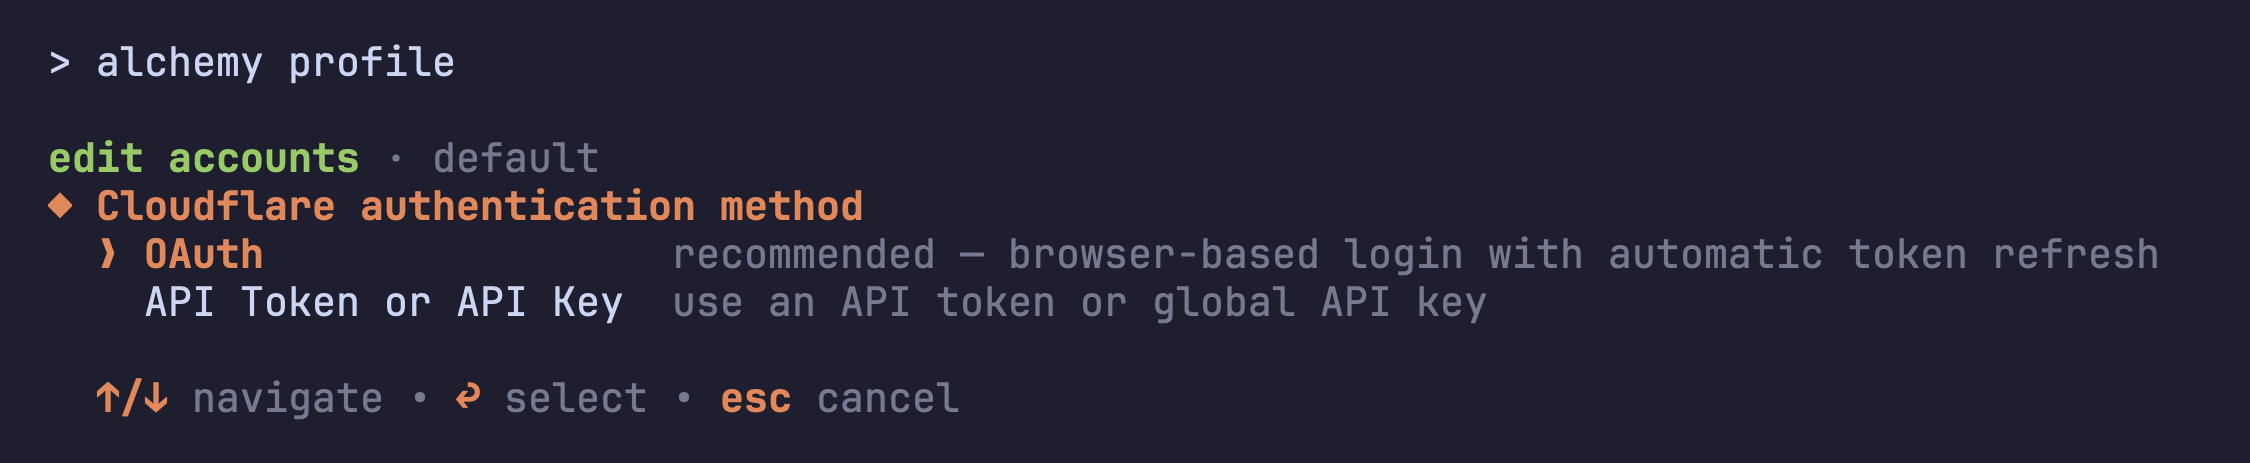 > alchemy profile
edit accounts · default
◆ Cloudflare authentication method
❫ OAuth recommended — browser-based login with automatic token refresh
API Token or API Key use an API token or global API key
↑/↓ navigate • ↵ select • esc cancel